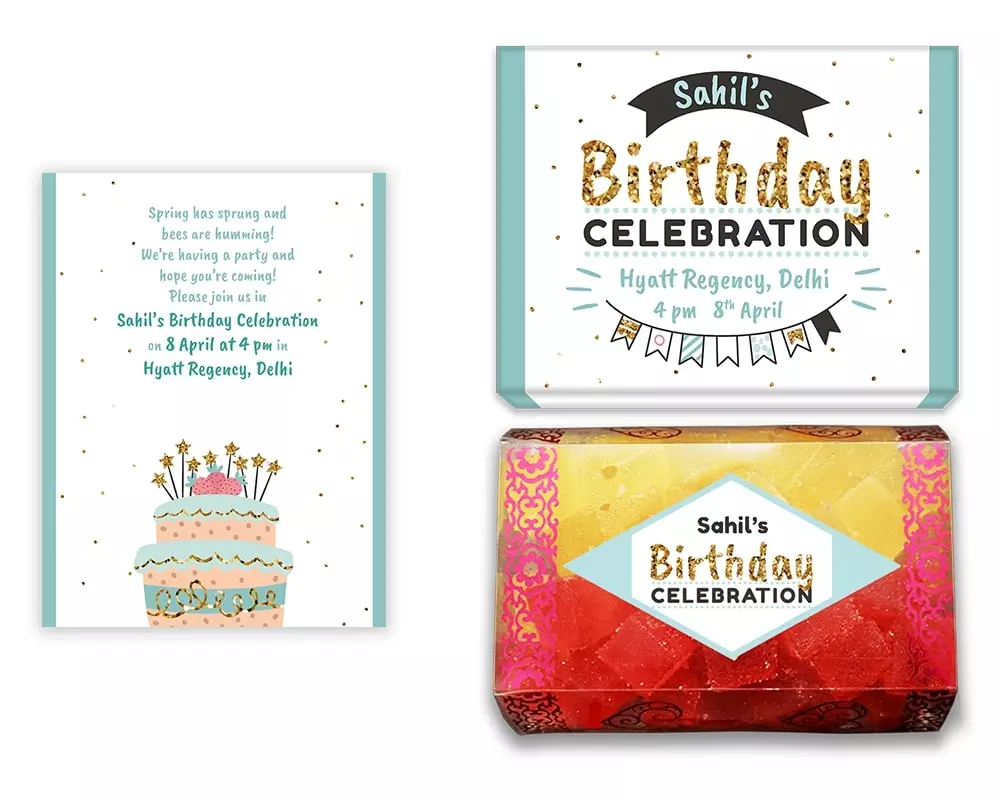 Spring has sprung and
bees are humming!
We're having a party and
hope you're coming!
Please join us in
Sahil's Birthday Celebration
on 8 April at 4 pm in
Hyatt Regency, Delhi
Sahil's
Birthday
CELEBRATION
Hyatt Regency, Delhi
4 pm 8th April
Sahil's
Birthday
CELEBRATION